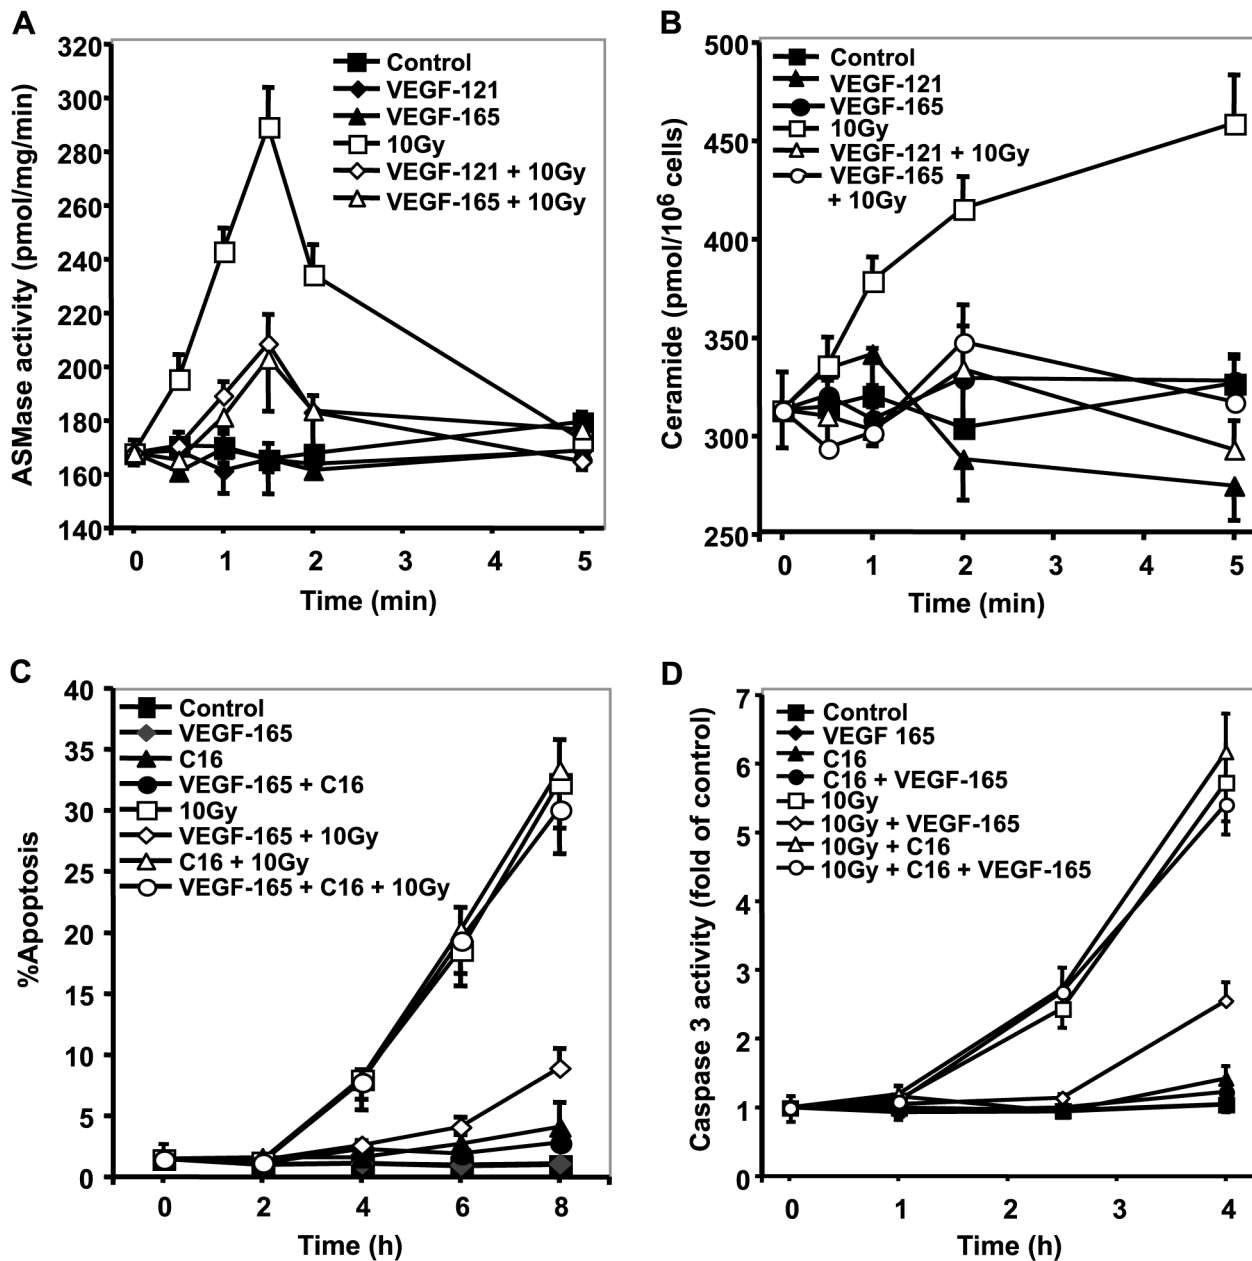 A
ASMase activity (pmol/mg/min)
320
300
280
260
240
220
200
180
160
140
0 1 2 3 4 5
Time (min)
Control
VEGF-121
VEGF-165
10Gy
VEGF-121 + 10Gy
VEGF-165 + 10Gy
B
Ceramide (pmol/10⁶ cells)
500
450
400
350
300
250
0 1 2 3 4 5
Time (min)
Control
VEGF-121
VEGF-165
10Gy
VEGF-121 + 10Gy
VEGF-165
+ 10Gy
C
%Apoptosis
40
35
30
25
20
15
10
5
0
0 2 4 6 8
Time (h)
Control
VEGF-165
C16
VEGF-165 + C16
10Gy
VEGF-165 + 10Gy
C16 + 10Gy
VEGF-165 + C16 + 10Gy
D
Caspase 3 activity (fold of control)
7
6
5
4
3
2
1
0
0 1 2 3 4
Time (h)
Control
VEGF 165
C16
C16 + VEGF-165
10Gy
10Gy + VEGF-165
10Gy + C16
10Gy + C16 + VEGF-165